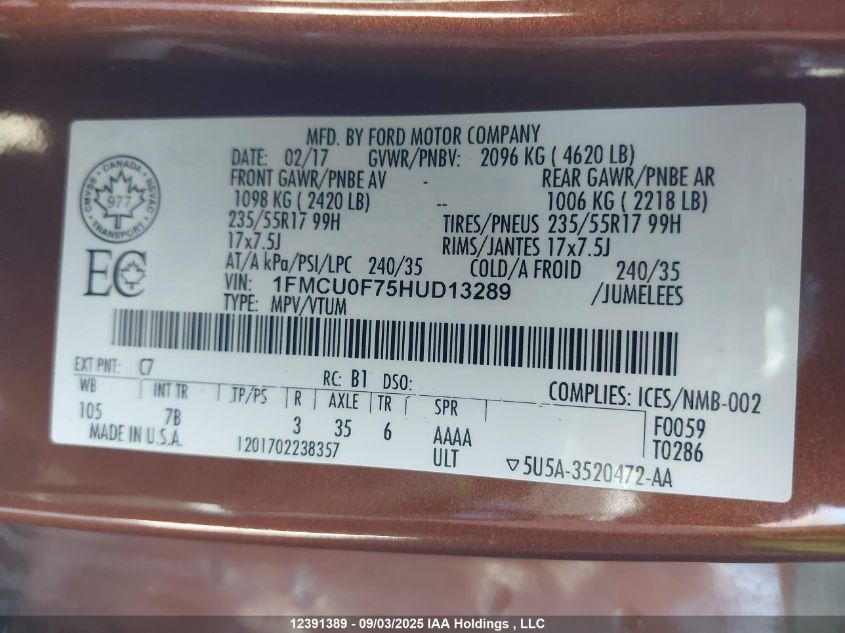 MFD. BY FORD MOTOR COMPANY
DATE: 02/17 GVWR/PNBV: 2096 KG ( 4620 LB)
FRONT GAWR/PNBE AV - REAR GAWR/PNBE AR
1098 KG ( 2420 LB) -- 1006 KG ( 2218 LB)
235/55R17 99H TIRES/PNEUS 235/55R17 99H
17x7.5J RIMS/JANTES 17x7.5J
AT/A kPa/PSI/LPC 240/35 COLD/A FROID 240/35
VIN: 1FMCU0F75HUD13289 /JUMELEES
TYPE: MPV/VTUM
CANADA
CMVSS NSVAC
977
TRANSPORT
EC
EXT PNT: C7 RC: B1 DSO:
COMPLIES: ICES/NMB-002
WB INT TR TP/PS R AXLE TR SPR
105 7B 3 35 6 AAAA F0059
MADE IN U.S.A. 1201702238357 ULT T0286
5U5A-3520472-AA
12391389 - 09/03/2025 IAA Holdings , LLC